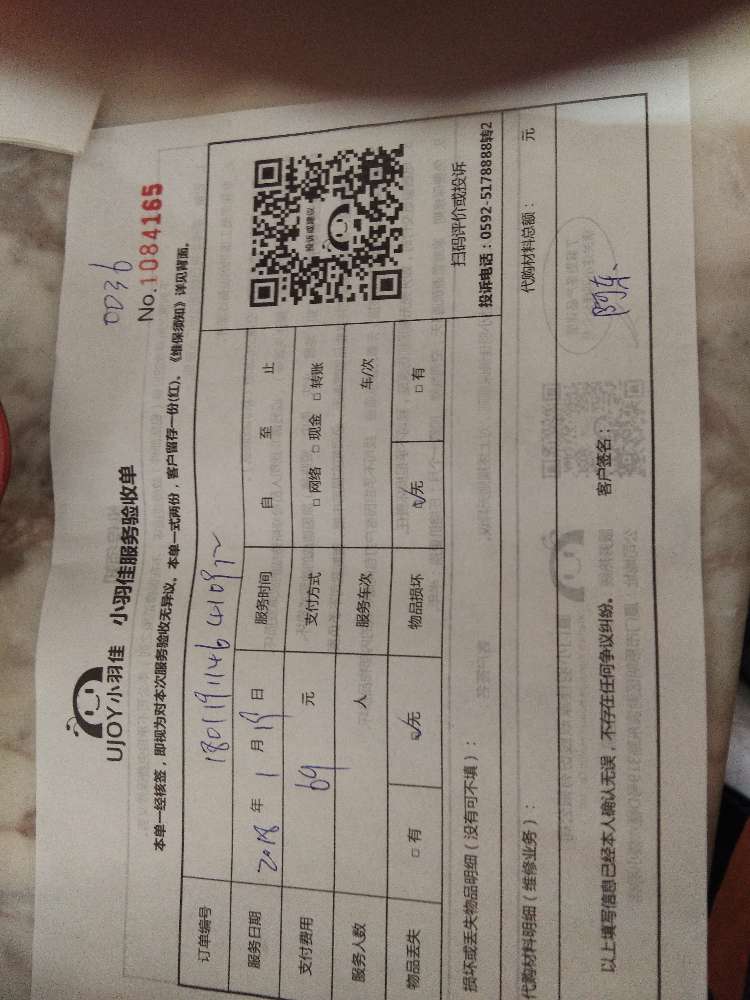 0036
UJOY小羽佳 小羽佳服务验收单
No.1084165
本单一经核签，即视为对本次服务验收无异议。本单一式两份，客户留存一份(红)。《维保须知》详见背面。
订单编号
服务日期 2018 年 1 月 19 日 服务时间 自 至 止
支付费用 69 元 支付方式 □ 网络 □ 现金 □ 转账
服务人数 人 服务车次 车/次
物品丢失 □ 有 ☑无 物品损坏 ☑无 □ 有
投诉或建议
扫码评价或投诉
投诉电话：0592-5178888转2
损坏或丢失物品明细（没有可不填）：
代购材料明细（维修业务）： 代购材料总额： 元
以上填写信息已经本人确认无误，不存在任何争议纠纷。 客户签名：